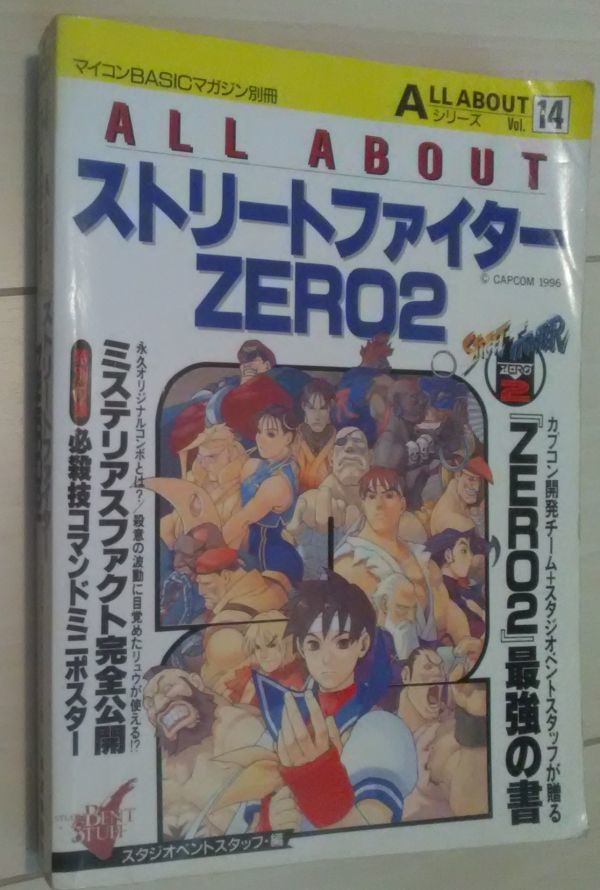 マイコンBASICマガジン別冊
ALL ABOUT
シリーズ Vol. 14
ALL ABOUT
ストリートファイター
ZERO2
© CAPCOM 1996
STREET FIGHTER
ZERO
2
カプコン開発チーム+スタジオベントスタッフが贈る
『ZERO2』最強の書
永久オリジナルコンボとは?/殺意の波動に目覚めたリュウが使える!?
ミステリアスファクト完全公開
必殺技コマンドミニポスター
STUDIO
BENT
STUFF
スタジオベントスタッフ・編